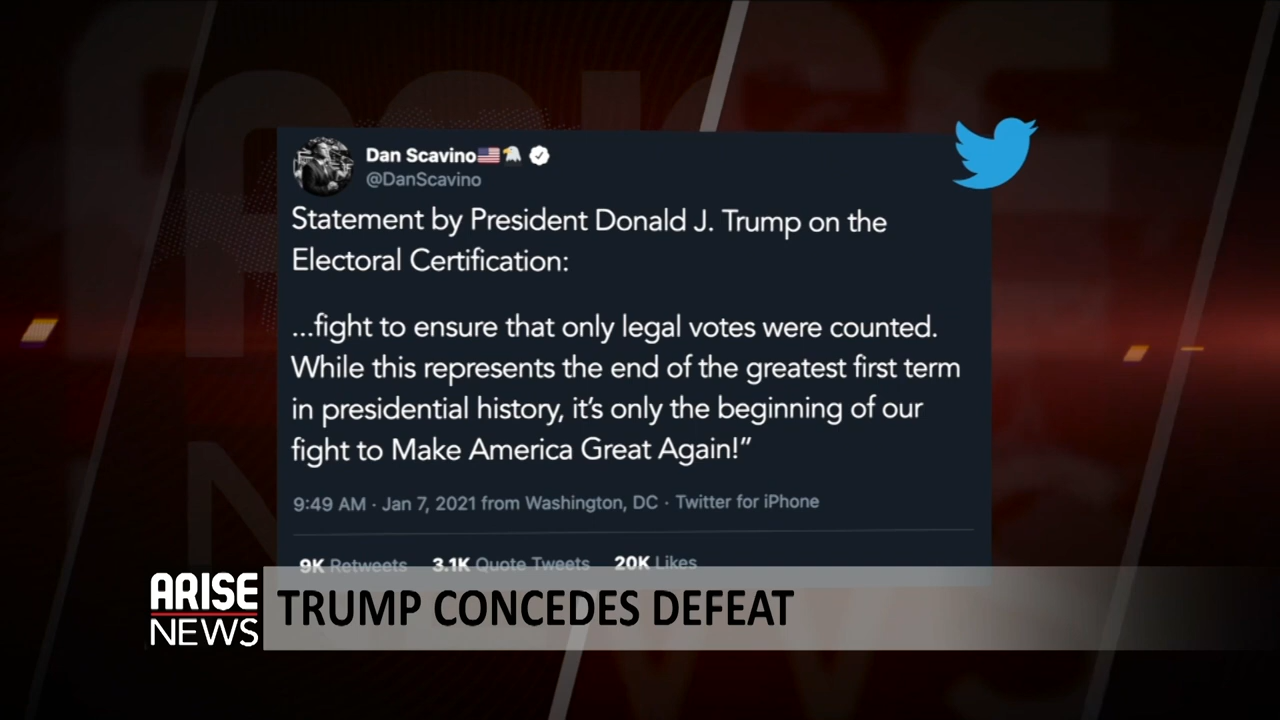 Dan Scavino🇺🇸🦅
@DanScavino
Statement by President Donald J. Trump on the
Electoral Certification:
...fight to ensure that only legal votes were counted.
While this represents the end of the greatest first term
in presidential history, it's only the beginning of our
fight to Make America Great Again!”
9:49 AM · Jan 7, 2021 from Washington, DC · Twitter for iPhone
9K Retweets 3.1K Quote Tweets 20K Likes
ARISE
NEWS
TRUMP CONCEDES DEFEAT